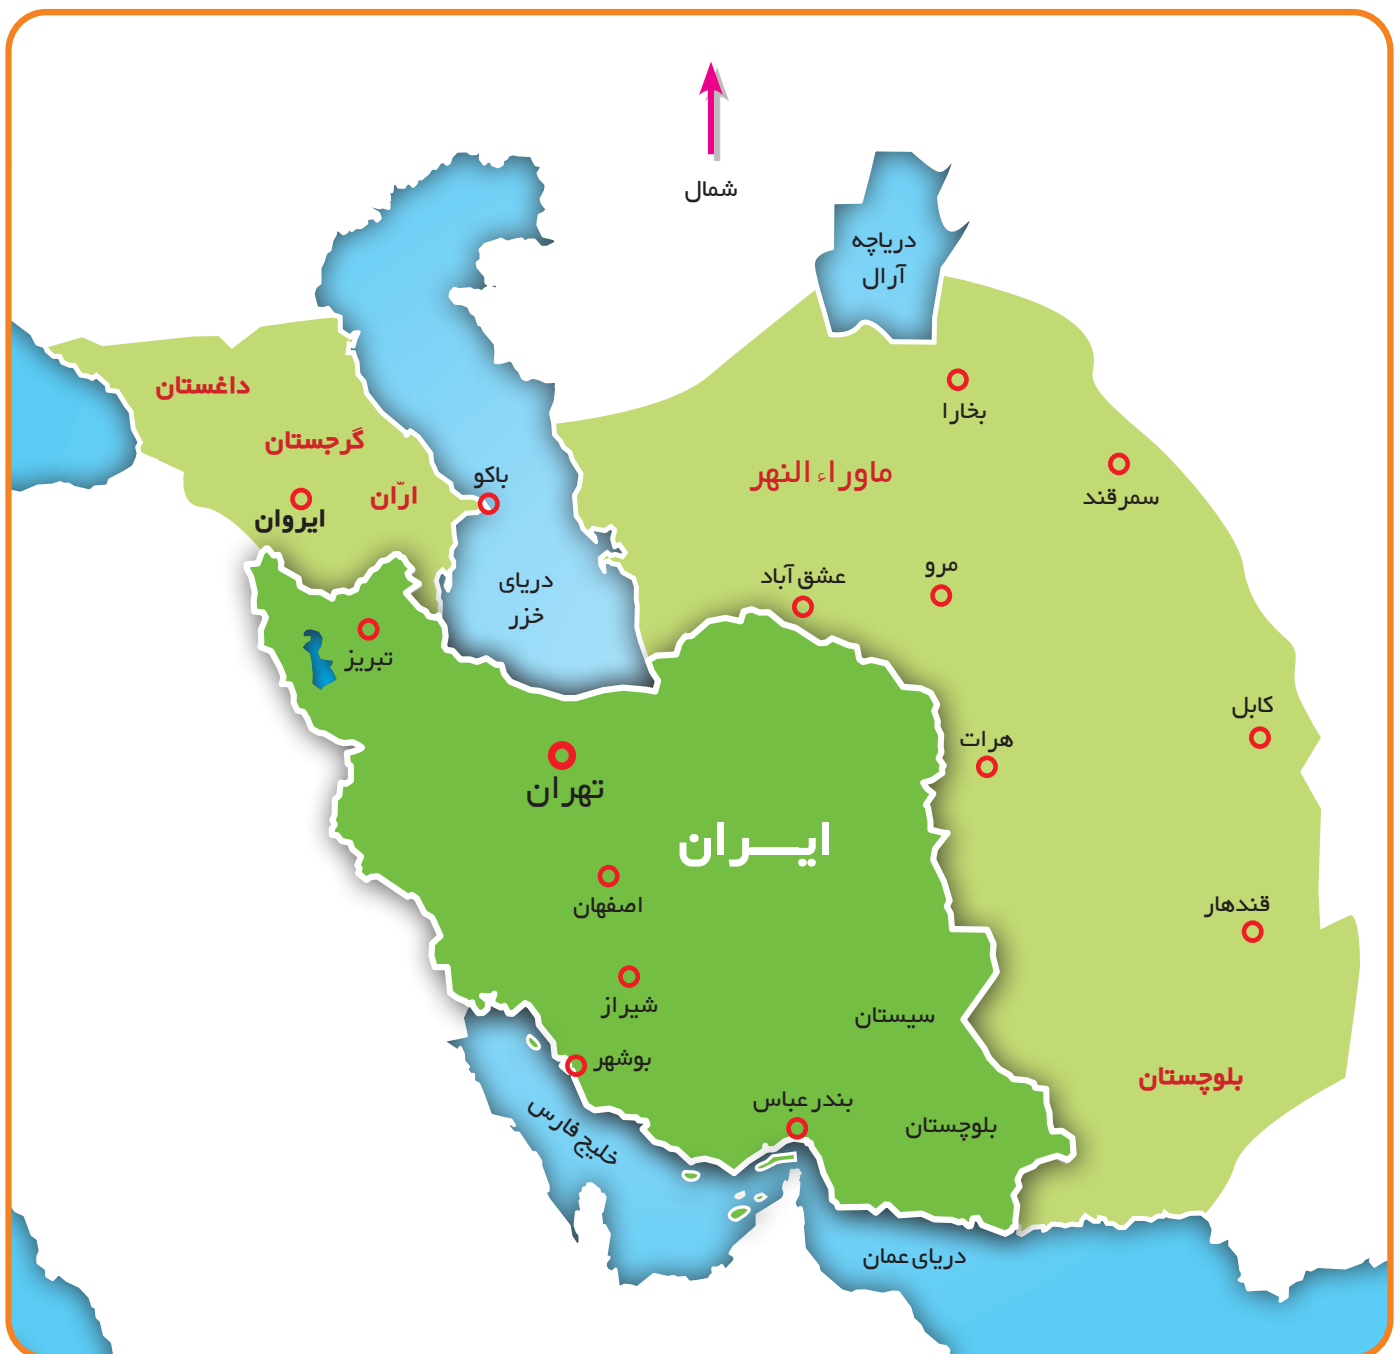 شمال
دریاچه
آرال
داغستان
گرجستان
ارّان
ایروان
باکو
بخارا
ماوراء النهر
سمرقند
دریای
خزر
عشق آباد
مرو
تبریز
کابل
هرات
تهران
ایـــران
اصفهان
قندهار
شیراز
سیستان
بوشهر
بلوچستان
بندر عباس
بلوچستان
خلیج فارس
دریای عمان